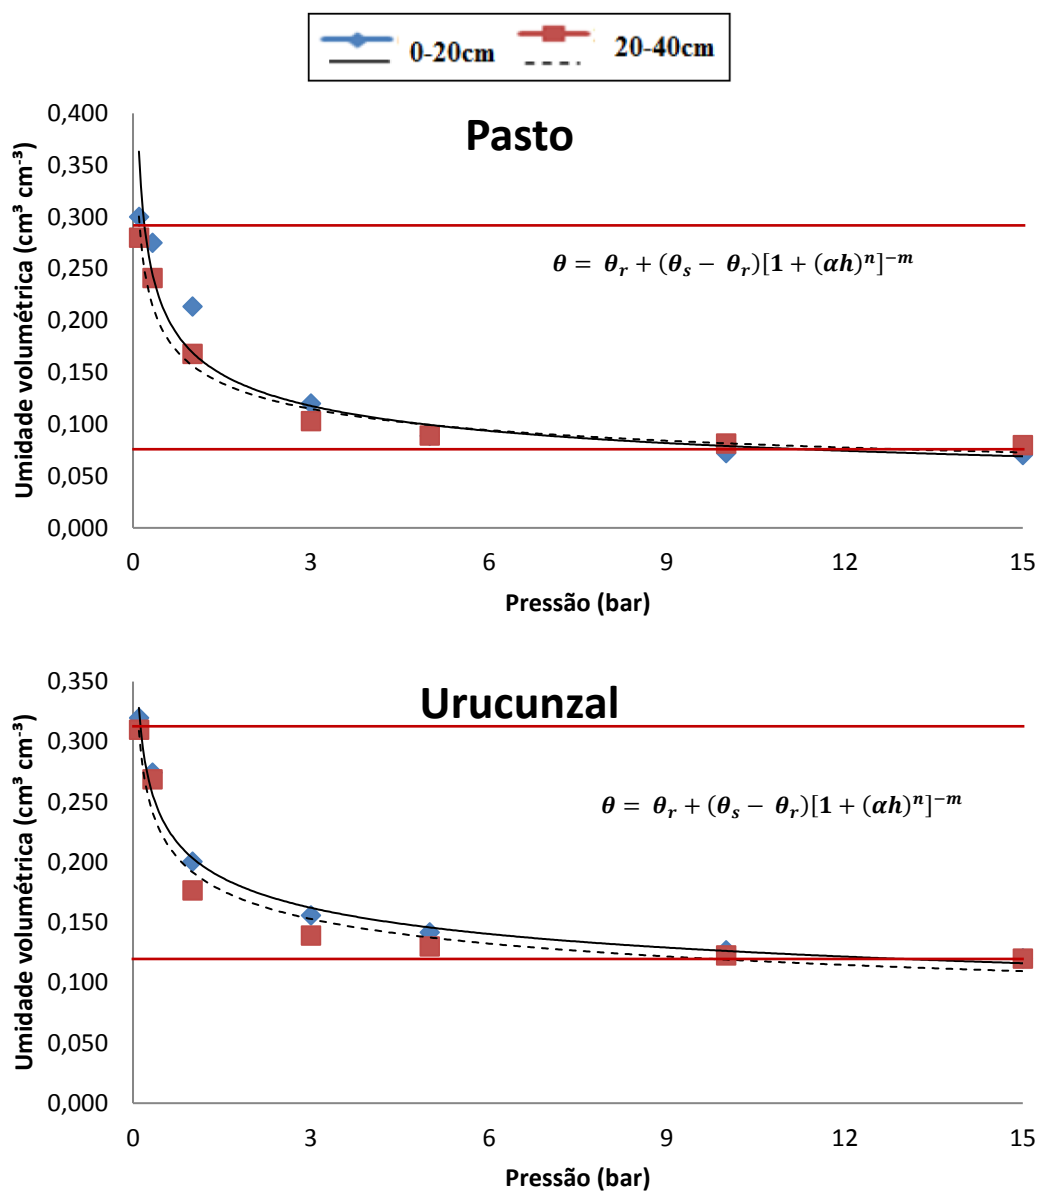 0-20cm 20-40cm
Pasto
Umidade volumétrica (cm³ cm⁻³)
0,400
0,350
0,300
0,250
0,200
0,150
0,100
0,050
0,000
θ = θᵣ + (θₛ − θᵣ)[1 + (αh)ⁿ]⁻ᵐ
0 3 6 9 12 15
Pressão (bar)
Urucunzal
Umidade volumétrica (cm³ cm⁻³)
0,350
0,300
0,250
0,200
0,150
0,100
0,050
0,000
θ = θᵣ + (θₛ − θᵣ)[1 + (αh)ⁿ]⁻ᵐ
0 3 6 9 12 15
Pressão (bar)